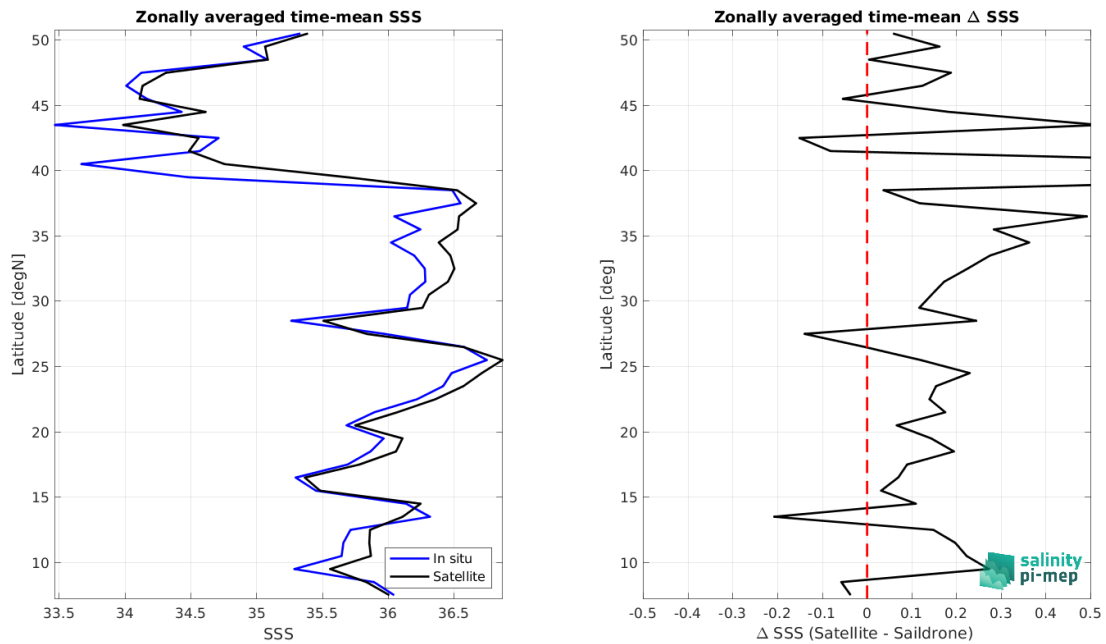 Zonally averaged time-mean SSS
50
45
40
35
30
25
20
15
10
Latitude [degN]
33.5 34 34.5 35 35.5 36 36.5
SSS
In situ
Satellite
Zonally averaged time-mean Δ SSS
50
45
40
35
30
25
20
15
10
Latitude [deg]
-0.5 -0.4 -0.3 -0.2 -0.1 0 0.1 0.2 0.3 0.4 0.5
Δ SSS (Satellite - Saildrone)
salinity
pi-mep